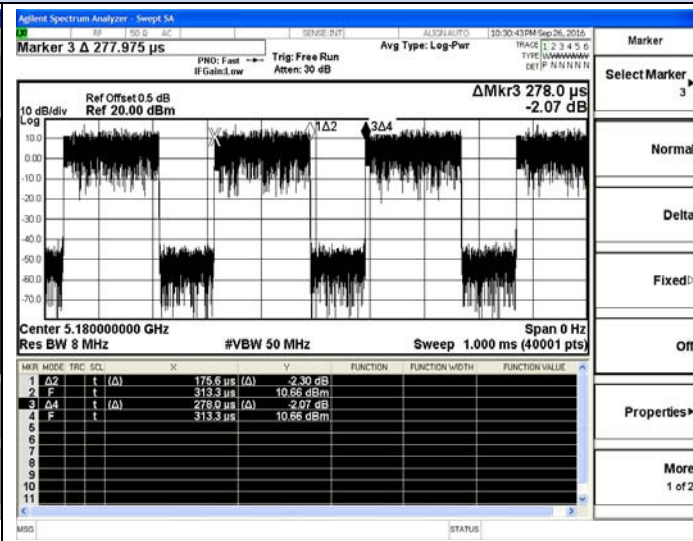 Agilent Spectrum Analyzer - Swept SA
LXI RF 50 Ω AC SENSE:INT ALIGN AUTO 10:30:43 PM Sep 26, 2016
Marker 3 Δ 277.975 µs
PNO: Fast
IFGain:Low
Trig: Free Run
Atten: 30 dB
Avg Type: Log-Pwr
TRACE 1 2 3 4 5 6
TYPE
DET P N N N N N
Marker
Select Marker
3
Normal
Delta
Fixed
Off
Properties
More
1 of 2
ΔMkr3 278.0 µs
-2.07 dB
Ref Offset 0.5 dB
10 dB/div Ref 20.00 dBm
Log
1Δ2 3Δ4
10.0
0.00
-10.0
-20.0
-30.0
-40.0
-50.0
-60.0
-70.0
Center 5.180000000 GHz Span 0 Hz
Res BW 8 MHz #VBW 50 MHz Sweep 1.000 ms (40001 pts)
MKR MODE TRC SCL X Y FUNCTION FUNCTION WIDTH FUNCTION VALUE
1 Δ2 t (Δ) 175.6 µs (Δ) -2.30 dB
2 F t 313.3 µs 10.66 dBm
3 Δ4 t (Δ) 278.0 µs (Δ) -2.07 dB
4 F t 313.3 µs 10.66 dBm
5
6
7
8
9
10
11
MSG STATUS